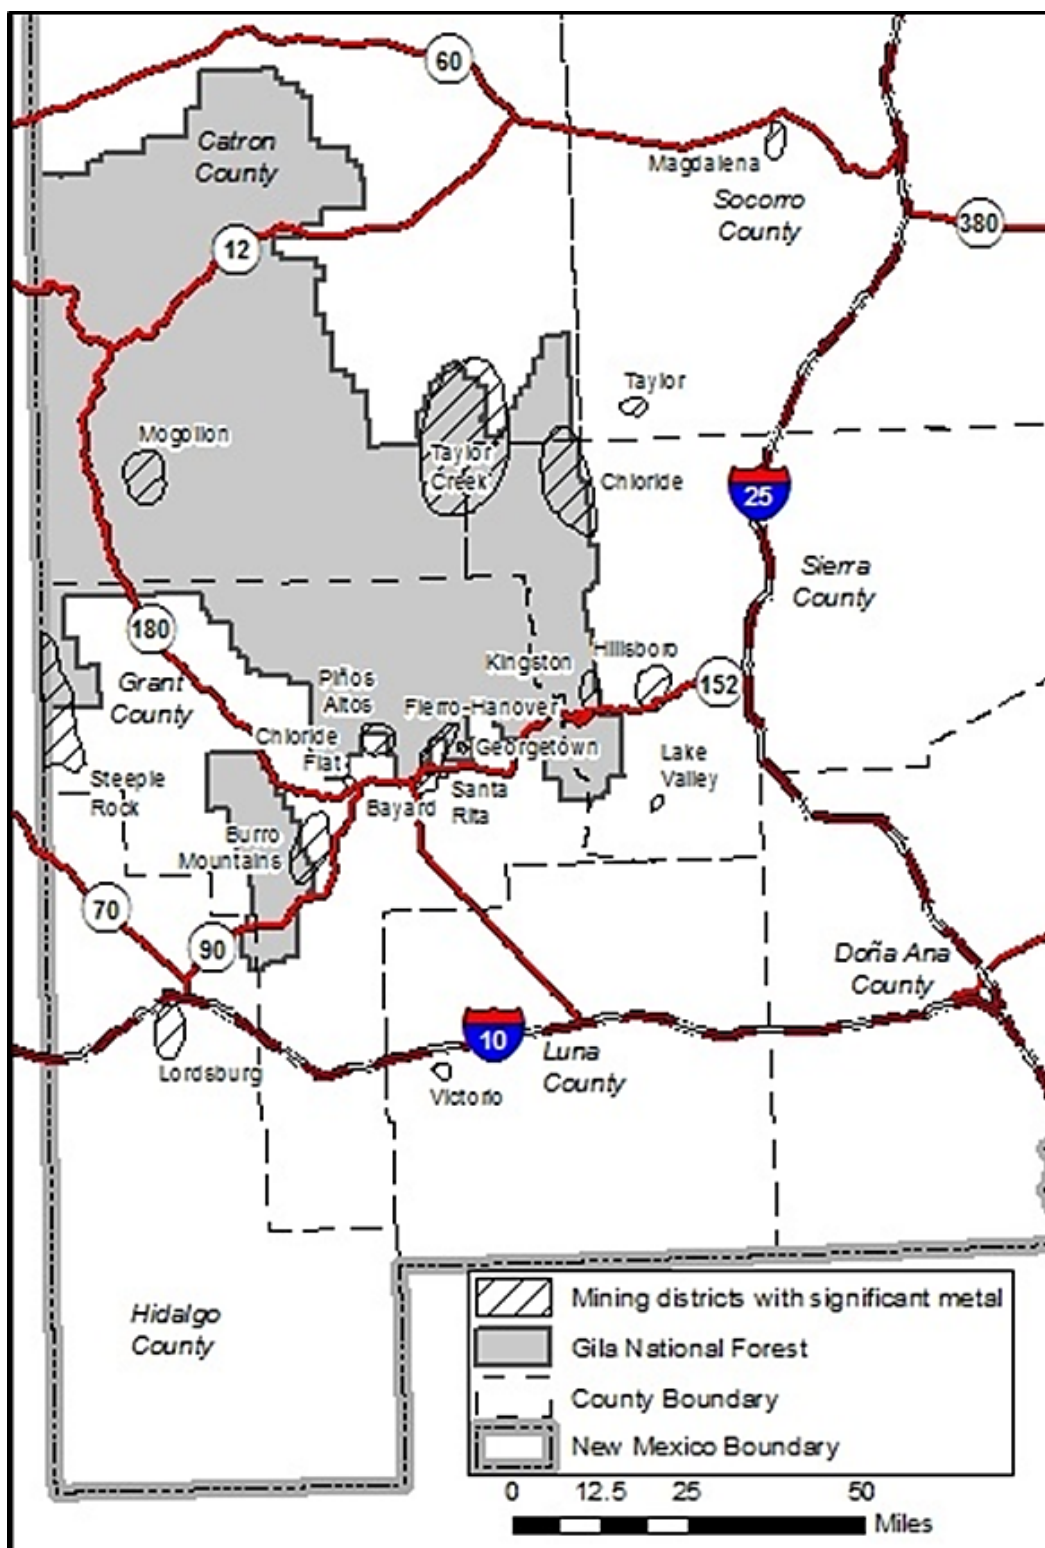 60
Catron
County
Magdalena
Socorro
County
380
12
Taylor
Mogollon
Taylor
Creek
Chloride
25
Sierra
County
180
Kingston
Hillsboro
152
Grant
County
Piños
Altos
Fierro-Hanover
Chloride
Flat
Georgetown
Lake
Valley
Steeple
Rock
Bayard
Santa
Rita
Burro
Mountains
70
90
Doña Ana
County
10
Luna
County
Lordsburg
Victorio
Hidalgo
County
Mining districts with significant metal
Gila National Forest
County Boundary
New Mexico Boundary
0 12.5 25 50
Miles